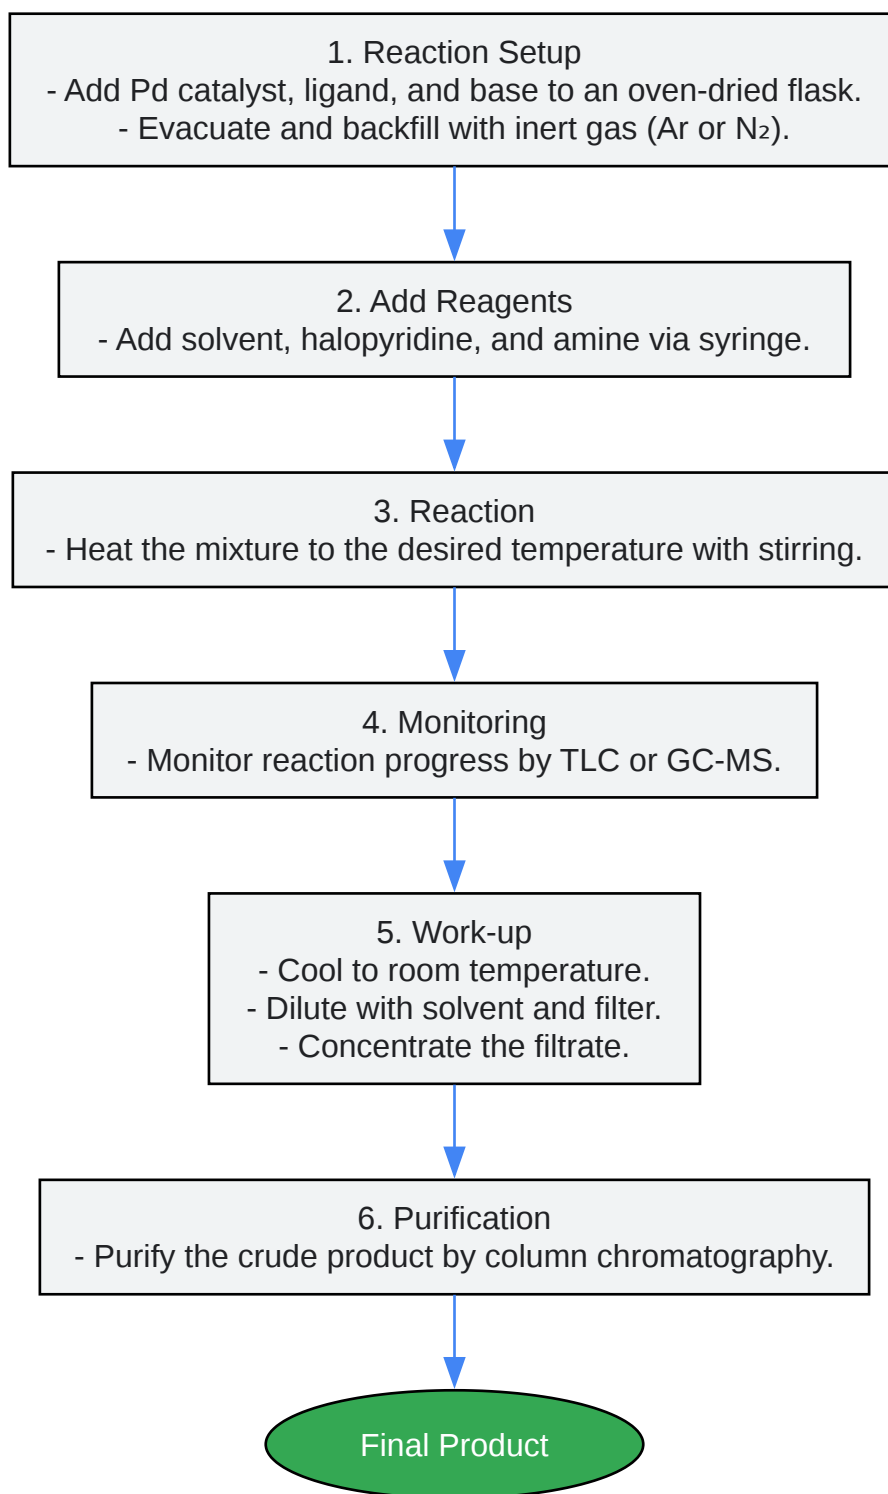 1. Reaction Setup
- Add Pd catalyst, ligand, and base to an oven-dried flask.
- Evacuate and backfill with inert gas (Ar or N₂).
2. Add Reagents
- Add solvent, halopyridine, and amine via syringe.
3. Reaction
- Heat the mixture to the desired temperature with stirring.
4. Monitoring
- Monitor reaction progress by TLC or GC-MS.
5. Work-up
- Cool to room temperature.
- Dilute with solvent and filter.
- Concentrate the filtrate.
6. Purification
- Purify the crude product by column chromatography.
Final Product